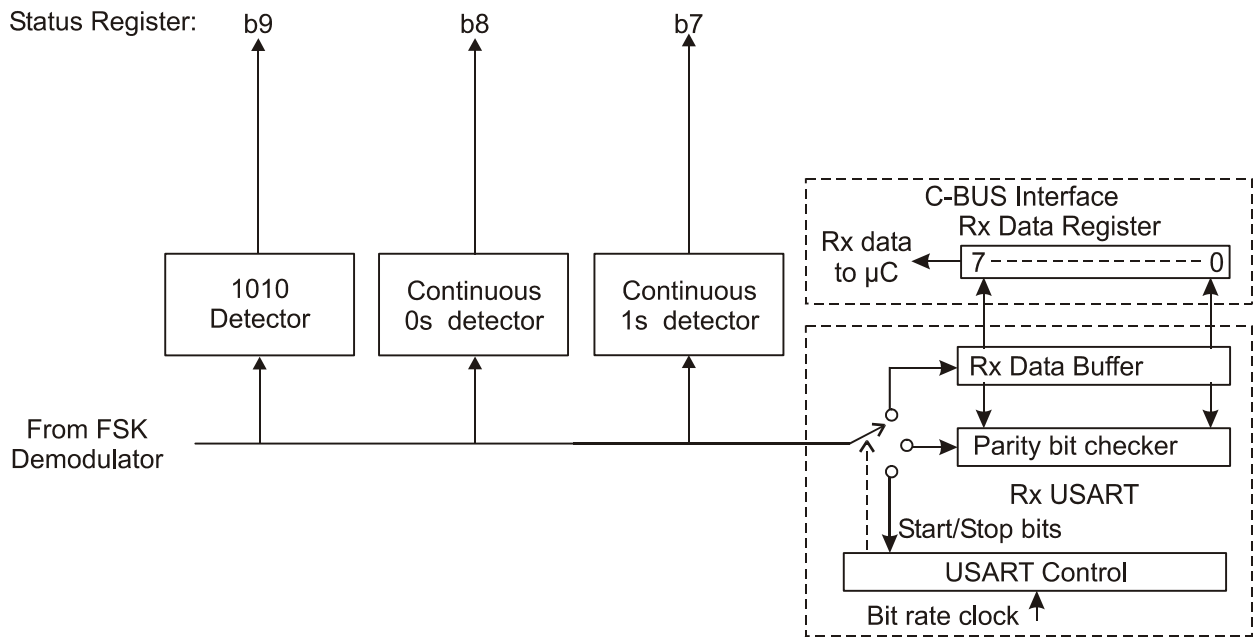 Status Register: b9 b8 b7
C-BUS Interface
Rx Data Register
Rx data
to µC
7 0
1010
Detector
Continuous
0s detector
Continuous
1s detector
Rx Data Buffer
From FSK
Demodulator
Parity bit checker
Rx USART
Start/Stop bits
USART Control
Bit rate clock